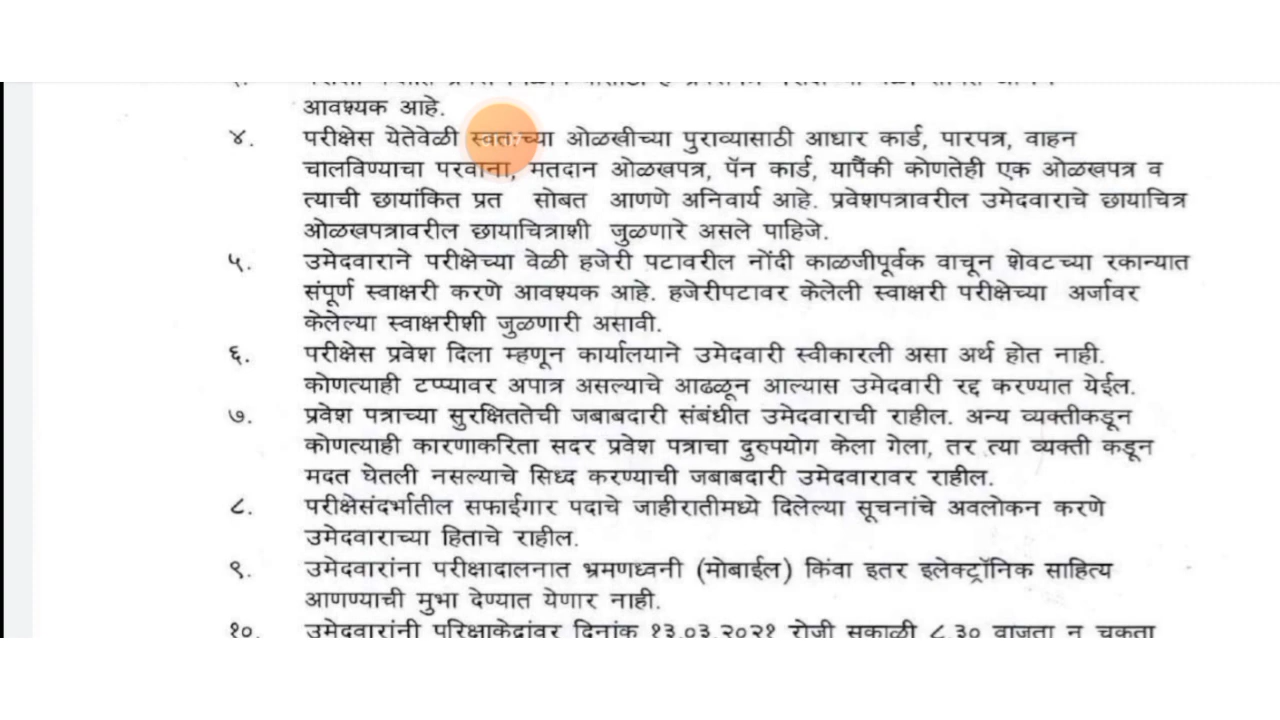 आवश्यक आहे.
४. परीक्षेस येतेवेळी स्वतःच्या ओळखीच्या पुराव्यासाठी आधार कार्ड, पारपत्र, वाहन
चालविण्याचा परवाना, मतदान ओळखपत्र, पॅन कार्ड, यापैंकी कोणतेही एक ओळखपत्र व
त्याची छायांकित प्रत सोबत आणणे अनिवार्य आहे. प्रवेशपत्रावरील उमेदवाराचे छायाचित्र
ओळखपत्रावरील छायाचित्राशी जुळणारे असले पाहिजे.
५. उमेदवाराने परीक्षेच्या वेळी हजेरी पटावरील नोंदी काळजीपूर्वक वाचून शेवटच्या रकान्यात
संपूर्ण स्वाक्षरी करणे आवश्यक आहे. हजेरीपटावर केलेली स्वाक्षरी परीक्षेच्या अर्जावर
केलेल्या स्वाक्षरीशी जुळणारी असावी.
६. परीक्षेस प्रवेश दिला म्हणून कार्यालयाने उमेदवारी स्वीकारली असा अर्थ होत नाही.
कोणत्याही टप्प्यावर अपात्र असल्याचे आढळून आल्यास उमेदवारी रद्द करण्यात येईल.
७. प्रवेश पत्राच्या सुरक्षिततेची जबाबदारी संबंधीत उमेदवाराची राहील. अन्य व्यक्तीकडून
कोणत्याही कारणाकरिता सदर प्रवेश पत्राचा दुरुपयोग केला गेला, तर त्या व्यक्ती कडून
मदत घेतली नसल्याचे सिध्द करण्याची जबाबदारी उमेदवारावर राहील.
८. परीक्षेसंदर्भातील सफाईगार पदाचे जाहीरातीमध्ये दिलेल्या सूचनांचे अवलोकन करणे
उमेदवाराच्या हिताचे राहील.
९. उमेदवारांना परीक्षादालनात भ्रमणध्वनी (मोबाईल) किंवा इतर इलेक्ट्रॉनिक साहित्य
आणण्याची मुभा देण्यात येणार नाही.
१०. उमेदवारांनी परिक्षाकेद्रांवर दिनांक १३.०३.२०२१ रोजी सकाळी ८.३० वाजता न चुकता